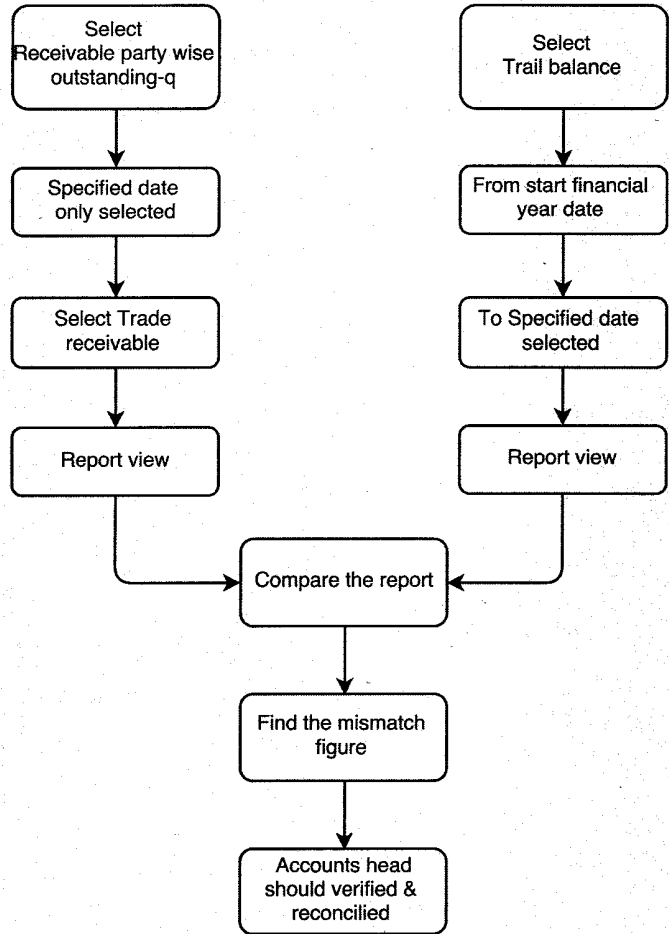 Select
Receivable party wise
outstanding-q
Specified date
only selected
Select Trade
receivable
Report view
Select
Trail balance
From start financial
year date
To Specified date
selected
Report view
Compare the report
Find the mismatch
figure
Accounts head
should verified &
reconcilied